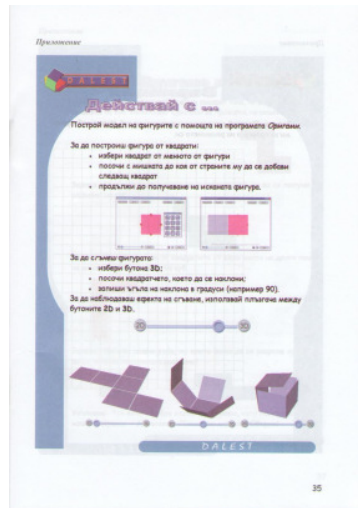 Приложение
DALEST
Действай с ...
Построй модел на фигурите с помощта на програмата Оригами.
За да построиш фигура от квадрати:
• избери квадрат от менюто от фигури
• посочи с мишката до коя от страните му да се добави
следващ квадрат
• продължи до получаване на исканата фигура.
За да сгънеш фигурата:
• избери бутона 3D;
• посочи квадратчето, което да се наклони;
• запиши ъгъла на наклона в градуси (например 90).
За да наблюдаваш ефекта на сгъване, използвай плъзгача между
бутоните 2D и 3D.
2D
3D
DALEST
35